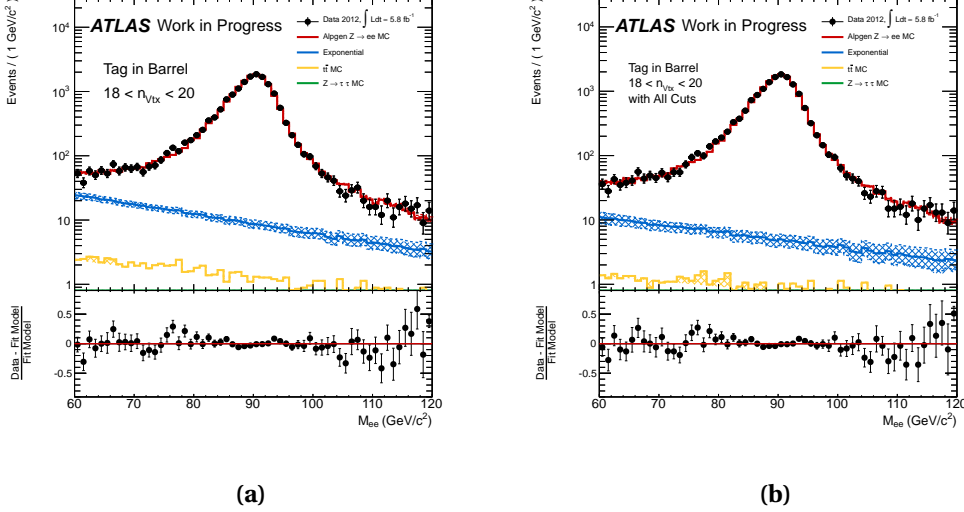 Events / ( 1 GeV/c² )
10⁴
10³
10²
10
1
ATLAS Work in Progress
Tag in Barrel
18 < n_Vtx < 20
Data 2012, ∫ Ldt = 5.8 fb⁻¹
Alpgen Z → ee MC
Exponential
tt̄ MC
Z → τ τ MC
Data - Fit Model
Fit Model
0.5
0
-0.5
60 70 80 90 100 110 120
M_ee (GeV/c²)
(a)
Events / ( 1 GeV/c² )
10⁴
10³
10²
10
1
ATLAS Work in Progress
Tag in Barrel
18 < n_Vtx < 20
with All Cuts
Data 2012, ∫ Ldt = 5.8 fb⁻¹
Alpgen Z → ee MC
Exponential
tt̄ MC
Z → τ τ MC
Data - Fit Model
Fit Model
0.5
0
-0.5
60 70 80 90 100 110 120
M_ee (GeV/c²)
(b)